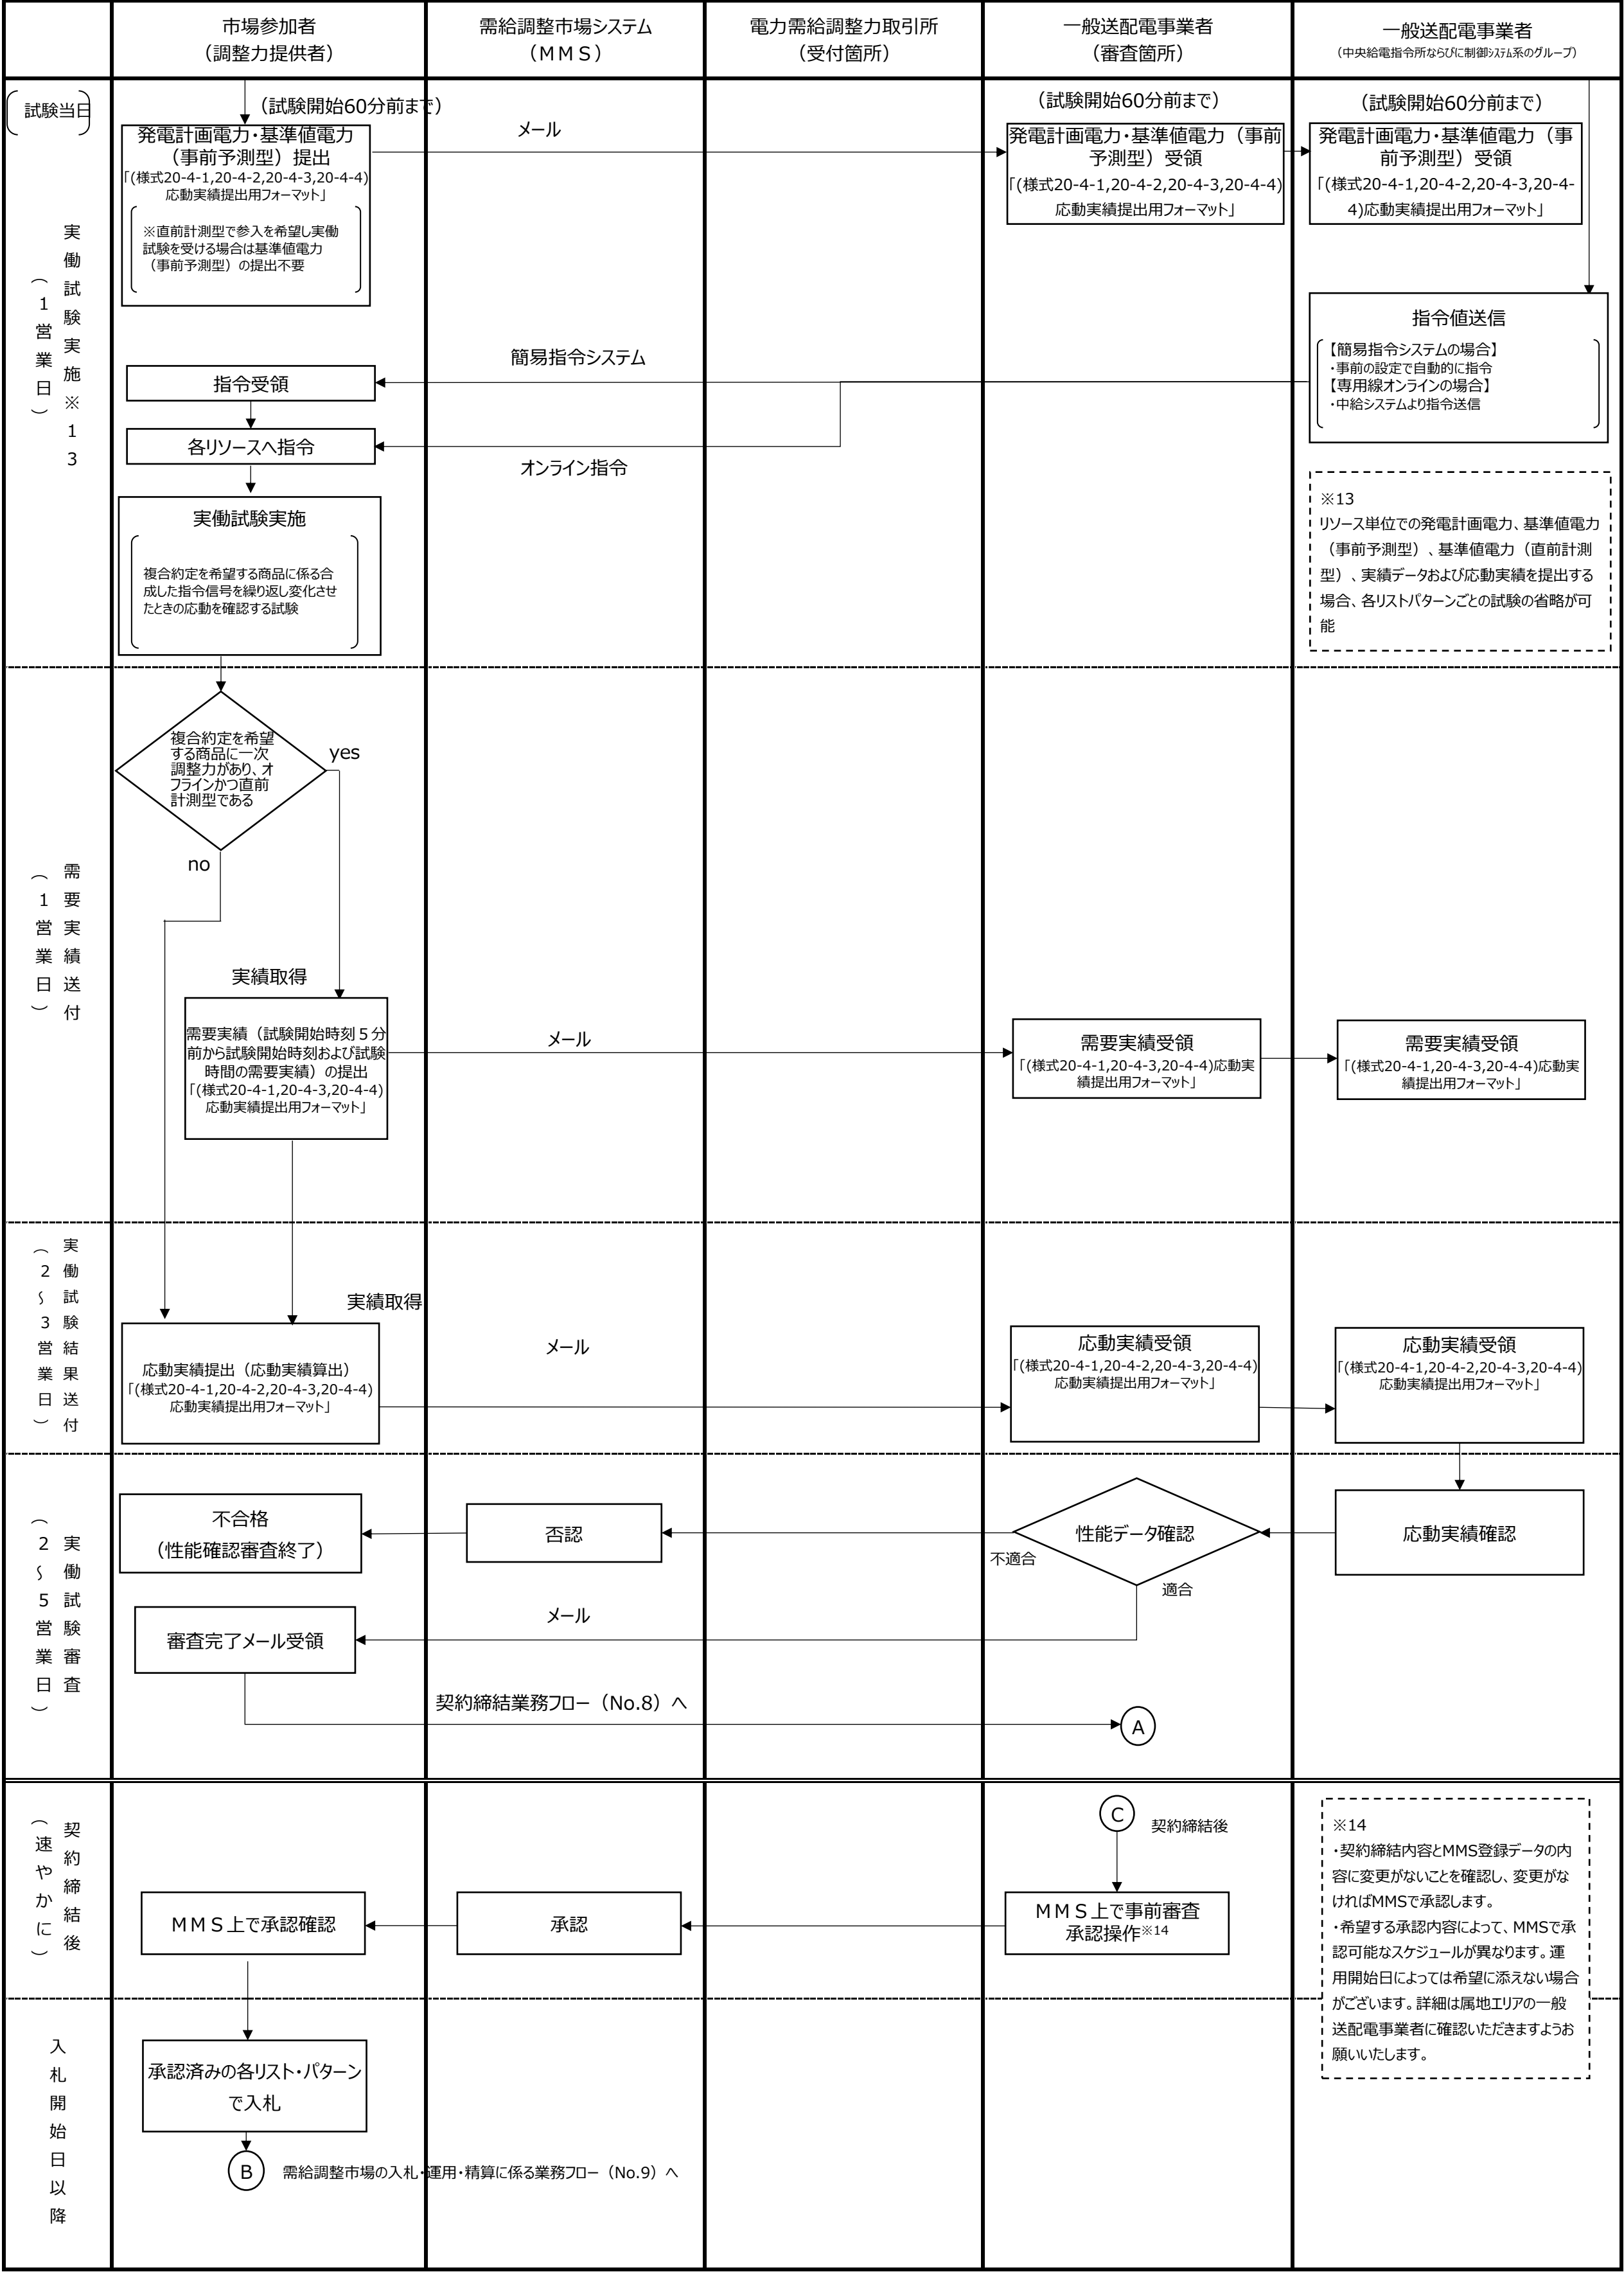 市場参加者
（調整力提供者）
需給調整市場システム
（ＭＭＳ）
電力需給調整力取引所
（受付箇所）
一般送配電事業者
（審査箇所）
一般送配電事業者
（中央給電指令所ならびに制御システム系のグループ）
試験当日
実働試験実施※１３
（１営業日）
（試験開始60分前まで）
発電計画電力・基準値電力
（事前予測型）提出
「(様式20-4-1,20-4-2,20-4-3,20-4-4)
応動実績提出用フォーマット」
※直前計測型で参入を希望し実働
試験を受ける場合は基準値電力
（事前予測型）の提出不要
メール
（試験開始60分前まで）
発電計画電力・基準値電力（事前
予測型）受領
「(様式20-4-1,20-4-2,20-4-3,20-4-4)
応動実績提出用フォーマット」
（試験開始60分前まで）
発電計画電力・基準値電力（事
前予測型）受領
「(様式20-4-1,20-4-2,20-4-3,20-4-
4)応動実績提出用フォーマット」
指令値送信
【簡易指令システムの場合】
・事前の設定で自動的に指令
【専用線オンラインの場合】
・中給システムより指令送信
簡易指令システム
指令受領
各リソースへ指令
オンライン指令
実働試験実施
複合約定を希望する商品に係る合
成した指令信号を繰り返し変化させ
たときの応動を確認する試験
※13
リソース単位での発電計画電力、基準値電力
（事前予測型）、基準値電力（直前計測
型）、実績データおよび応動実績を提出する
場合、各リストパターンごとの試験の省略が可
能
需要実績送付
（１営業日）
複合約定を希望
する商品に一次
調整力があり、オ
フラインかつ直前
計測型である
yes
no
実績取得
需要実績（試験開始時刻５分
前から試験開始時刻および試験
時間の需要実績）の提出
「(様式20-4-1,20-4-3,20-4-4)
応動実績提出用フォーマット」
メール
需要実績受領
「(様式20-4-1,20-4-3,20-4-4)応動実
績提出用フォーマット」
需要実績受領
「(様式20-4-1,20-4-3,20-4-4)応動実
績提出用フォーマット」
実働試験結果送付
（２～３営業日）
実績取得
応動実績提出（応動実績算出）
「(様式20-4-1,20-4-2,20-4-3,20-4-4)
応動実績提出用フォーマット」
メール
応動実績受領
「(様式20-4-1,20-4-2,20-4-3,20-4-4)
応動実績提出用フォーマット」
応動実績受領
「(様式20-4-1,20-4-2,20-4-3,20-4-4)
応動実績提出用フォーマット」
実働試験審査
（２～５営業日）
不合格
（性能確認審査終了）
否認
性能データ確認
不適合
適合
応動実績確認
メール
審査完了メール受領
契約締結業務フロー（No.8）へ
A
契約締結後
（速やかに）
C
契約締結後
ＭＭＳ上で承認確認
承認
ＭＭＳ上で事前審査
承認操作※14
※14
・契約締結内容とMMS登録データの内
容に変更がないことを確認し、変更がな
ければMMSで承認します。
・希望する承認内容によって、MMSで承
認可能なスケジュールが異なります。運
用開始日によっては希望に添えない場合
がございます。詳細は属地エリアの一般
送配電事業者に確認いただきますようお
願いいたします。
入札開始日以降
承認済みの各リスト・パターン
で入札
B
需給調整市場の入札・運用・精算に係る業務フロー（No.9）へ